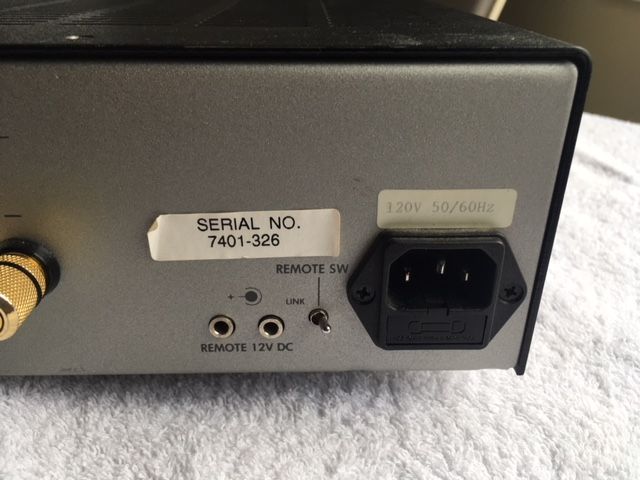 120V 50/60Hz
SERIAL NO.
7401-326
REMOTE SW
+
LINK
REMOTE 12V DC